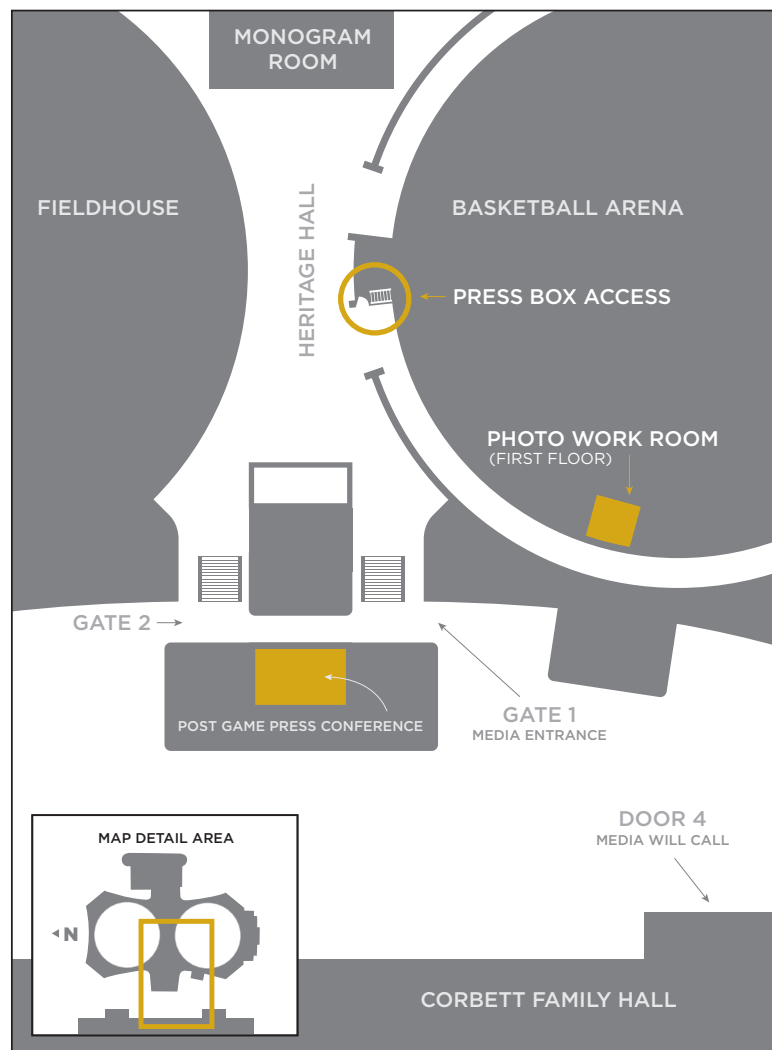 MONOGRAM
ROOM
FIELDHOUSE
HERITAGE HALL
BASKETBALL ARENA
PRESS BOX ACCESS
PHOTO WORK ROOM
(FIRST FLOOR)
GATE 2
POST GAME PRESS CONFERENCE
GATE 1
MEDIA ENTRANCE
DOOR 4
MEDIA WILL CALL
MAP DETAIL AREA
N
CORBETT FAMILY HALL